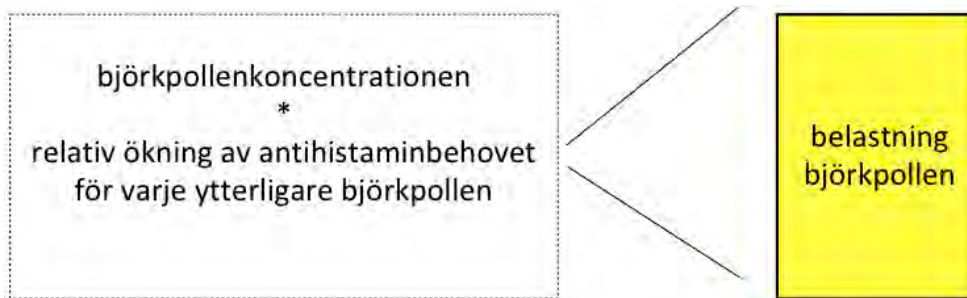 björkpollenkoncentrationen
*
relativ ökning av antihistaminbehovet
för varje ytterligare björkpollen
belastning
björkpollen